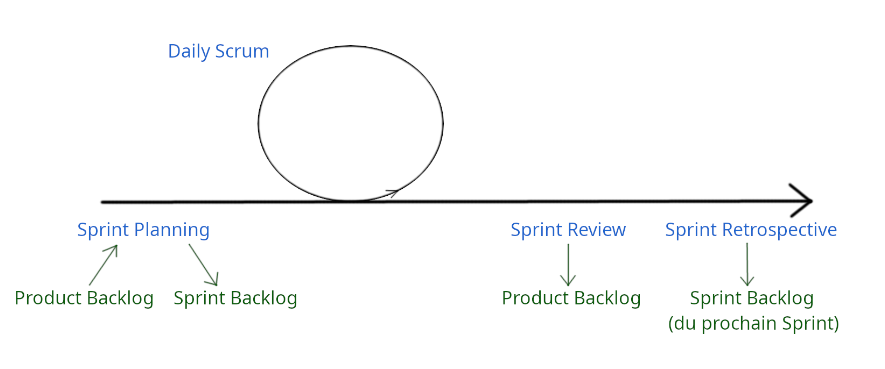 Daily Scrum
Sprint Planning
Sprint Review
Sprint Retrospective
Product Backlog
Sprint Backlog
Product Backlog
Sprint Backlog
(du prochain Sprint)